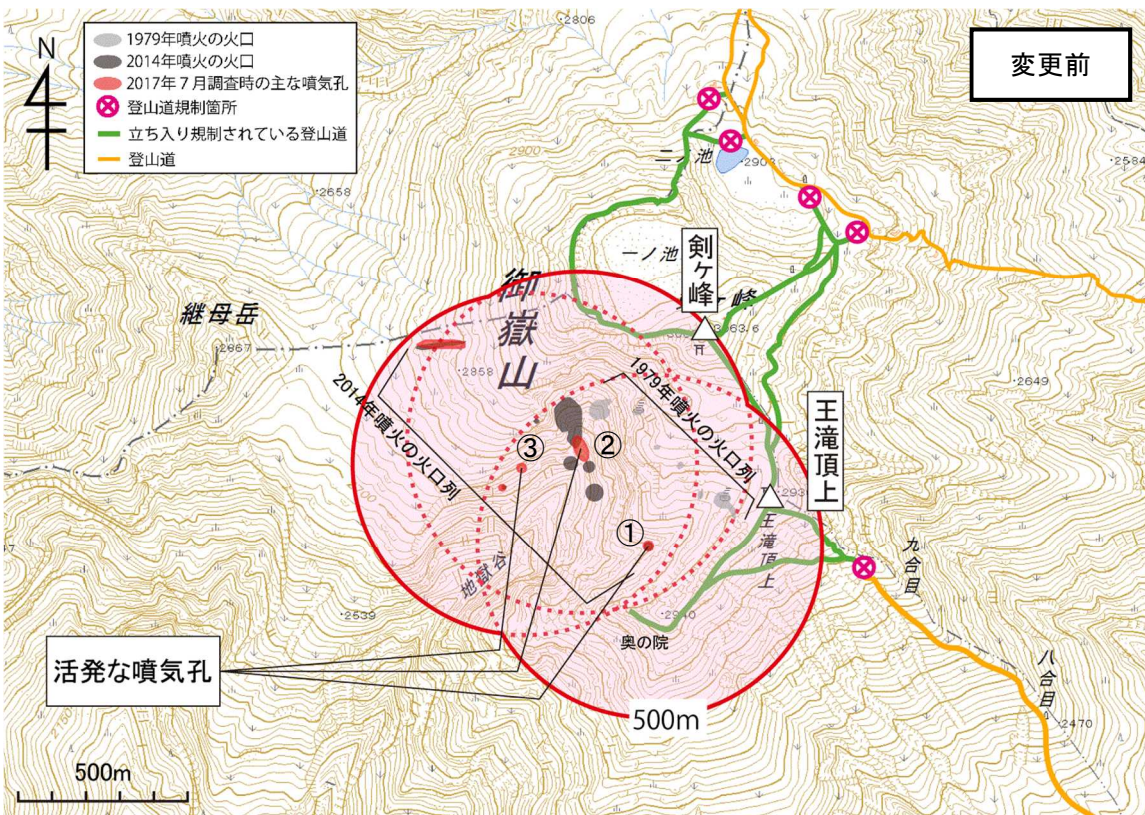 N
1979年噴火の火口
2014年噴火の火口
2017年7月調査時の主な噴気孔
登山道規制箇所
立ち入り規制されている登山道
登山道
変更前
2806
2900
2658
二ノ池
2584
一ノ池
剣ヶ峰
御嶽山
継母岳
2867
2858
2649
1979年噴火の火口列
2014年噴火の火口列
王滝頂上
①
②
③
王滝頂上
地獄谷
2539
奥の院
2940
九合目
八合目
2470
活発な噴気孔
500m
500m